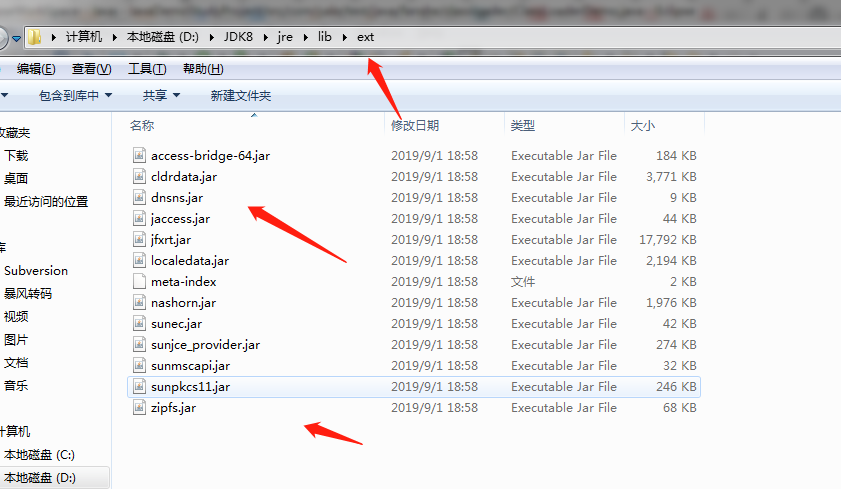 计算机 本地磁盘 (D:) JDK8 jre lib ext
编辑(E) 查看(V) 工具(T) 帮助(H)
包含到库中 共享 新建文件夹
名称 修改日期 类型 大小
收藏夹
下载
桌面
最近访问的位置
库
Subversion
暴风转码
视频
图片
文档
音乐
计算机
本地磁盘 (C:)
本地磁盘 (D:)
access-bridge-64.jar 2019/9/1 18:58 Executable Jar File 184 KB
cldrdata.jar 2019/9/1 18:58 Executable Jar File 3,771 KB
dnsns.jar 2019/9/1 18:58 Executable Jar File 9 KB
jaccess.jar 2019/9/1 18:58 Executable Jar File 44 KB
jfxrt.jar 2019/9/1 18:58 Executable Jar File 17,792 KB
localedata.jar 2019/9/1 18:58 Executable Jar File 2,194 KB
meta-index 2019/9/1 18:58 文件 2 KB
nashorn.jar 2019/9/1 18:58 Executable Jar File 1,976 KB
sunec.jar 2019/9/1 18:58 Executable Jar File 42 KB
sunjce_provider.jar 2019/9/1 18:58 Executable Jar File 274 KB
sunmscapi.jar 2019/9/1 18:58 Executable Jar File 32 KB
sunpkcs11.jar 2019/9/1 18:58 Executable Jar File 246 KB
zipfs.jar 2019/9/1 18:58 Executable Jar File 68 KB